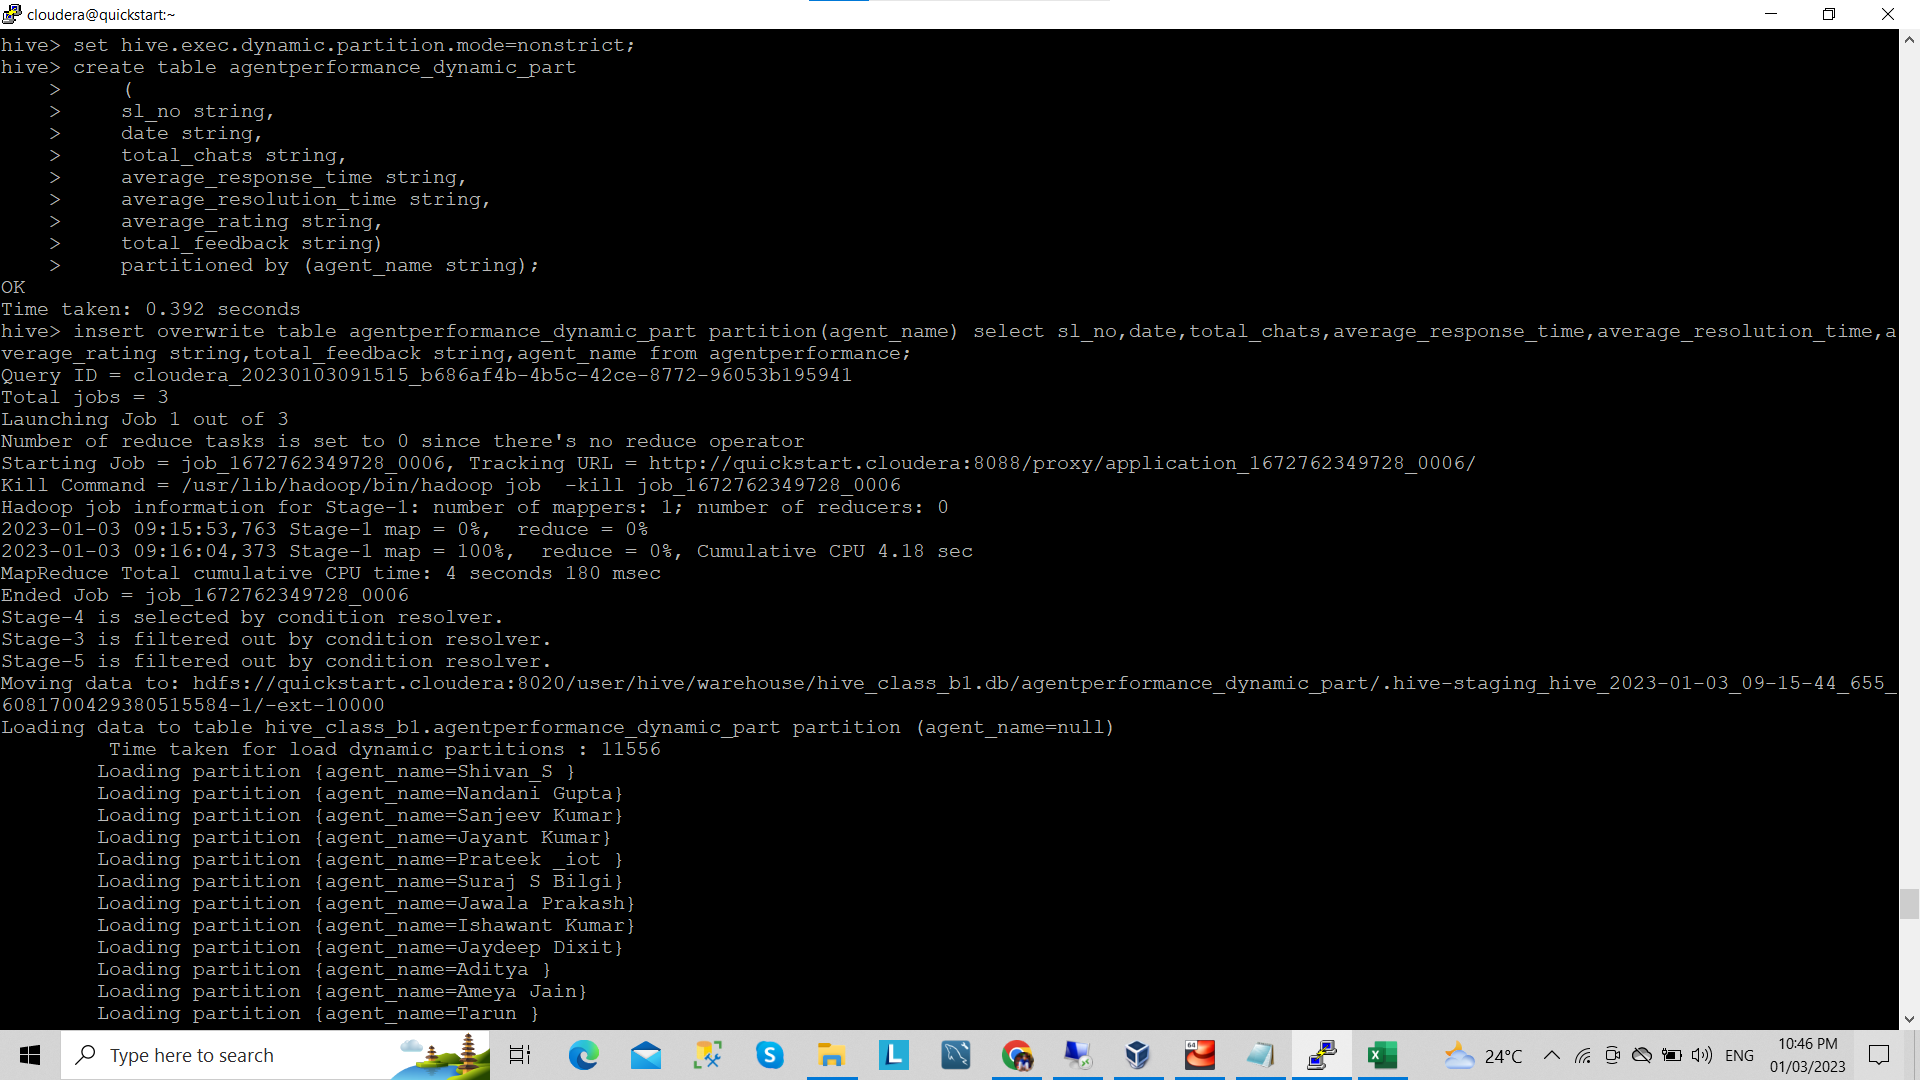 cloudera@quickstart:~
hive> set hive.exec.dynamic.partition.mode=nonstrict;
hive> create table agentperformance_dynamic_part
    >     (
    >     sl_no string,
    >     date string,
    >     total_chats string,
    >     average_response_time string,
    >     average_resolution_time string,
    >     average_rating string,
    >     total_feedback string)
    >     partitioned by (agent_name string);
OK
Time taken: 0.392 seconds
hive> insert overwrite table agentperformance_dynamic_part partition(agent_name) select sl_no,date,total_chats,average_response_time,average_resolution_time,a
verage_rating string,total_feedback string,agent_name from agentperformance;
Query ID = cloudera_20230103091515_b686af4b-4b5c-42ce-8772-96053b195941
Total jobs = 3
Launching Job 1 out of 3
Number of reduce tasks is set to 0 since there's no reduce operator
Starting Job = job_1672762349728_0006, Tracking URL = http://quickstart.cloudera:8088/proxy/application_1672762349728_0006/
Kill Command = /usr/lib/hadoop/bin/hadoop job  -kill job_1672762349728_0006
Hadoop job information for Stage-1: number of mappers: 1; number of reducers: 0
2023-01-03 09:15:53,763 Stage-1 map = 0%,  reduce = 0%
2023-01-03 09:16:04,373 Stage-1 map = 100%,  reduce = 0%, Cumulative CPU 4.18 sec
MapReduce Total cumulative CPU time: 4 seconds 180 msec
Ended Job = job_1672762349728_0006
Stage-4 is selected by condition resolver.
Stage-3 is filtered out by condition resolver.
Stage-5 is filtered out by condition resolver.
Moving data to: hdfs://quickstart.cloudera:8020/user/hive/warehouse/hive_class_b1.db/agentperformance_dynamic_part/.hive-staging_hive_2023-01-03_09-15-44_655_
6081700429380515584-1/-ext-10000
Loading data to table hive_class_b1.agentperformance_dynamic_part partition (agent_name=null)
         Time taken for load dynamic partitions : 11556
        Loading partition {agent_name=Shivan_S }
        Loading partition {agent_name=Nandani Gupta}
        Loading partition {agent_name=Sanjeev Kumar}
        Loading partition {agent_name=Jayant Kumar}
        Loading partition {agent_name=Prateek _iot }
        Loading partition {agent_name=Suraj S Bilgi}
        Loading partition {agent_name=Jawala Prakash}
        Loading partition {agent_name=Ishawant Kumar}
        Loading partition {agent_name=Jaydeep Dixit}
        Loading partition {agent_name=Aditya }
        Loading partition {agent_name=Ameya Jain}
        Loading partition {agent_name=Tarun }
Type here to search
L
64
24°C
ENG
10:46 PM
01/03/2023